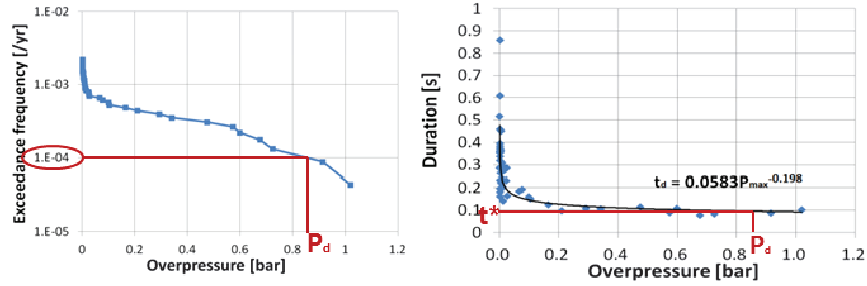 Exceedance frequency [/yr]
1.E-02
1.E-03
1.E-04
1.E-05
0 0.2 0.4 0.6 0.8 1 1.2
Pd
Overpressure [bar]
Duration [s]
1
0.9
0.8
0.7
0.6
0.5
0.4
0.3
0.2
0.1
0
t*
td = 0.0583Pmax-0.198
0.0 0.2 0.4 0.6 0.8 1.0 1.2
Pd
Overpressure [bar]